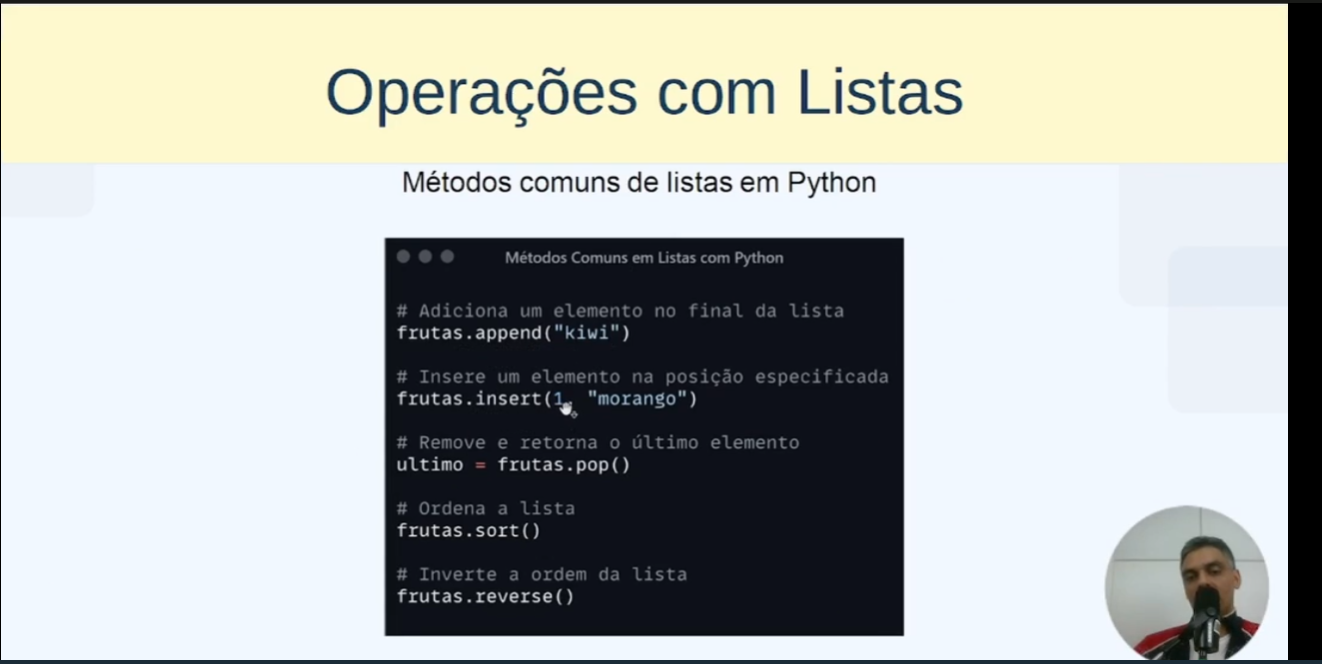 Operações com Listas
Métodos comuns de listas em Python
Métodos Comuns em Listas com Python
# Adiciona um elemento no final da lista
frutas.append("kiwi")
# Insere um elemento na posição especificada
frutas.insert(1, "morango")
# Remove e retorna o último elemento
ultimo = frutas.pop()
# Ordena a lista
frutas.sort()
# Inverte a ordem da lista
frutas.reverse()